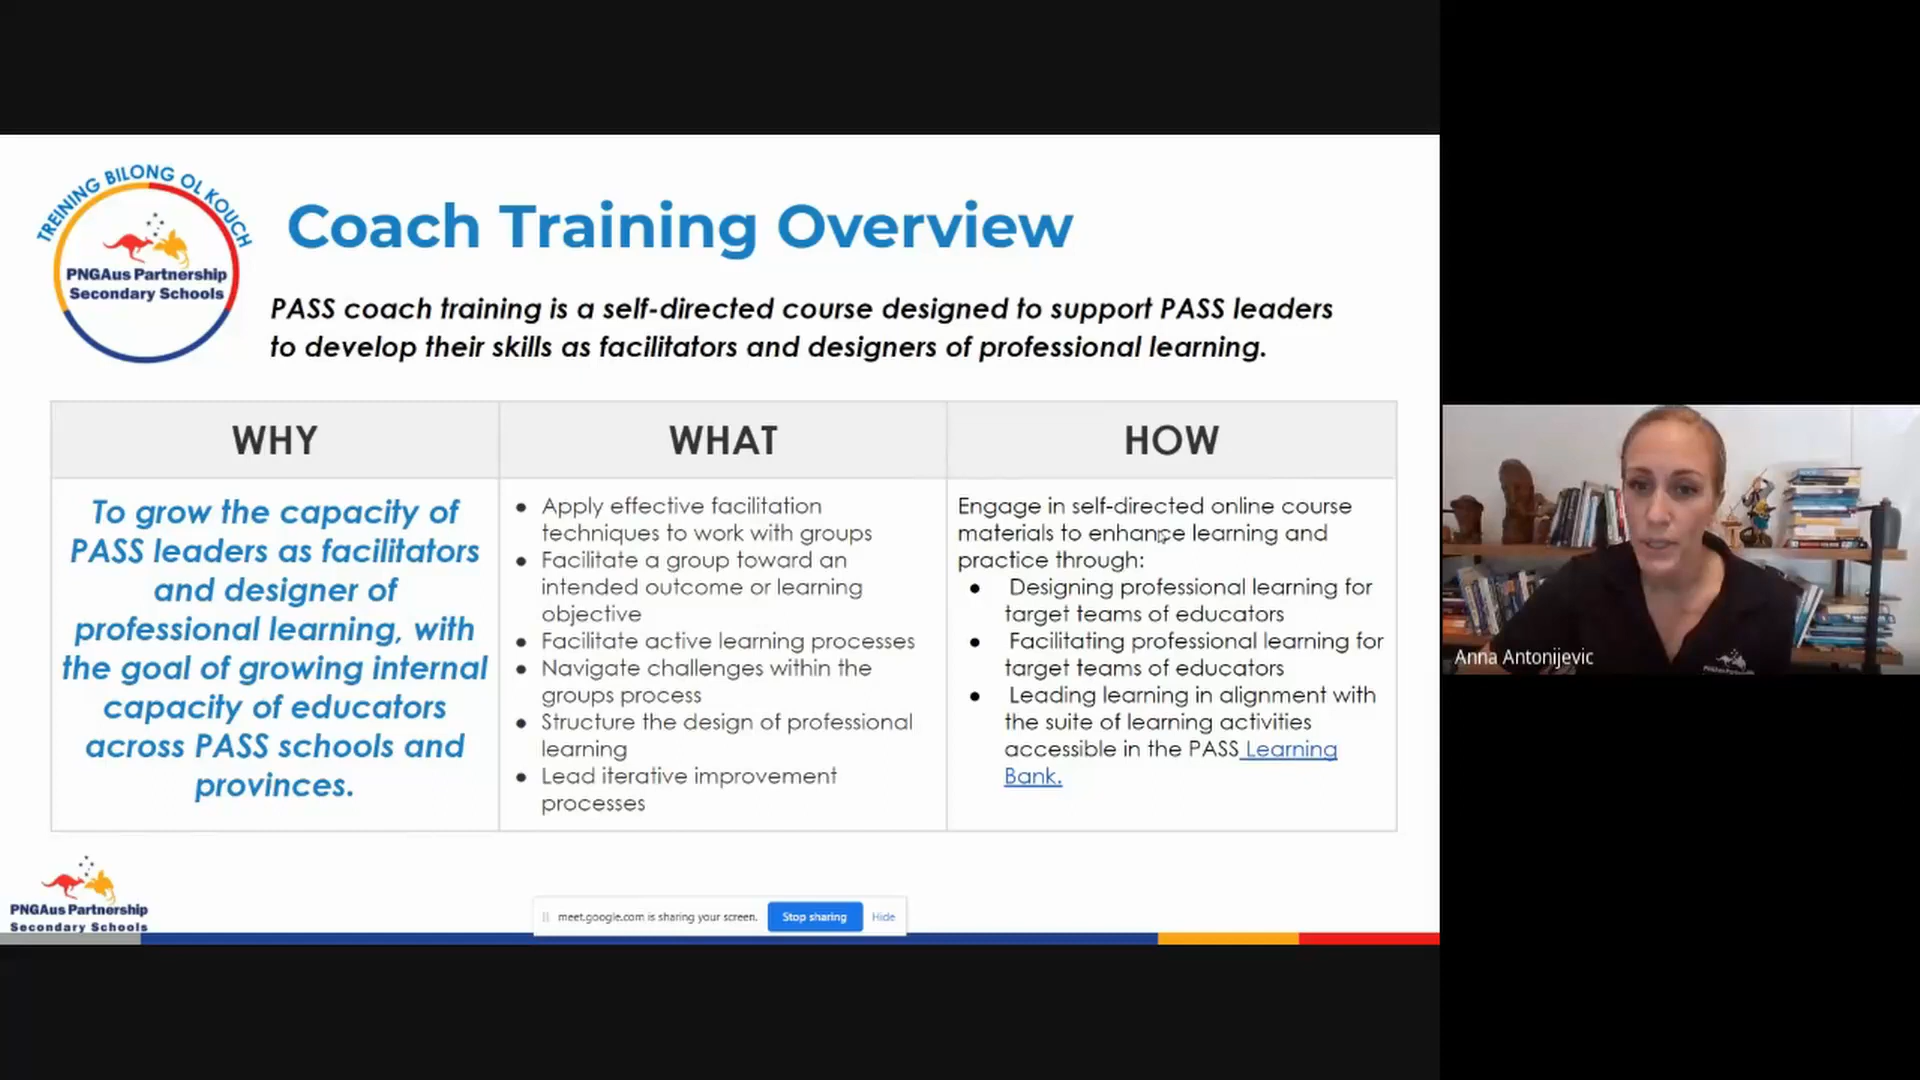 TREINING BILONG OL KOUCH
PNGAus Partnership
Secondary Schools
Coach Training Overview
PASS coach training is a self-directed course designed to support PASS leaders
to develop their skills as facilitators and designers of professional learning.
WHY
To grow the capacity of
PASS leaders as facilitators
and designer of
professional learning, with
the goal of growing internal
capacity of educators
across PASS schools and
provinces.
WHAT
● Apply effective facilitation
techniques to work with groups
● Facilitate a group toward an
intended outcome or learning
objective
● Facilitate active learning processes
● Navigate challenges within the
groups process
● Structure the design of professional
learning
● Lead iterative improvement
processes
HOW
Engage in self-directed online course
materials to enhance learning and
practice through:
● Designing professional learning for
target teams of educators
● Facilitating professional learning for
target teams of educators
● Leading learning in alignment with
the suite of learning activities
accessible in the PASS Learning
Bank.
PNGAus Partnership
Secondary Schools
meet.google.com is sharing your screen.
Stop sharing
Hide
Anna Antonijevic